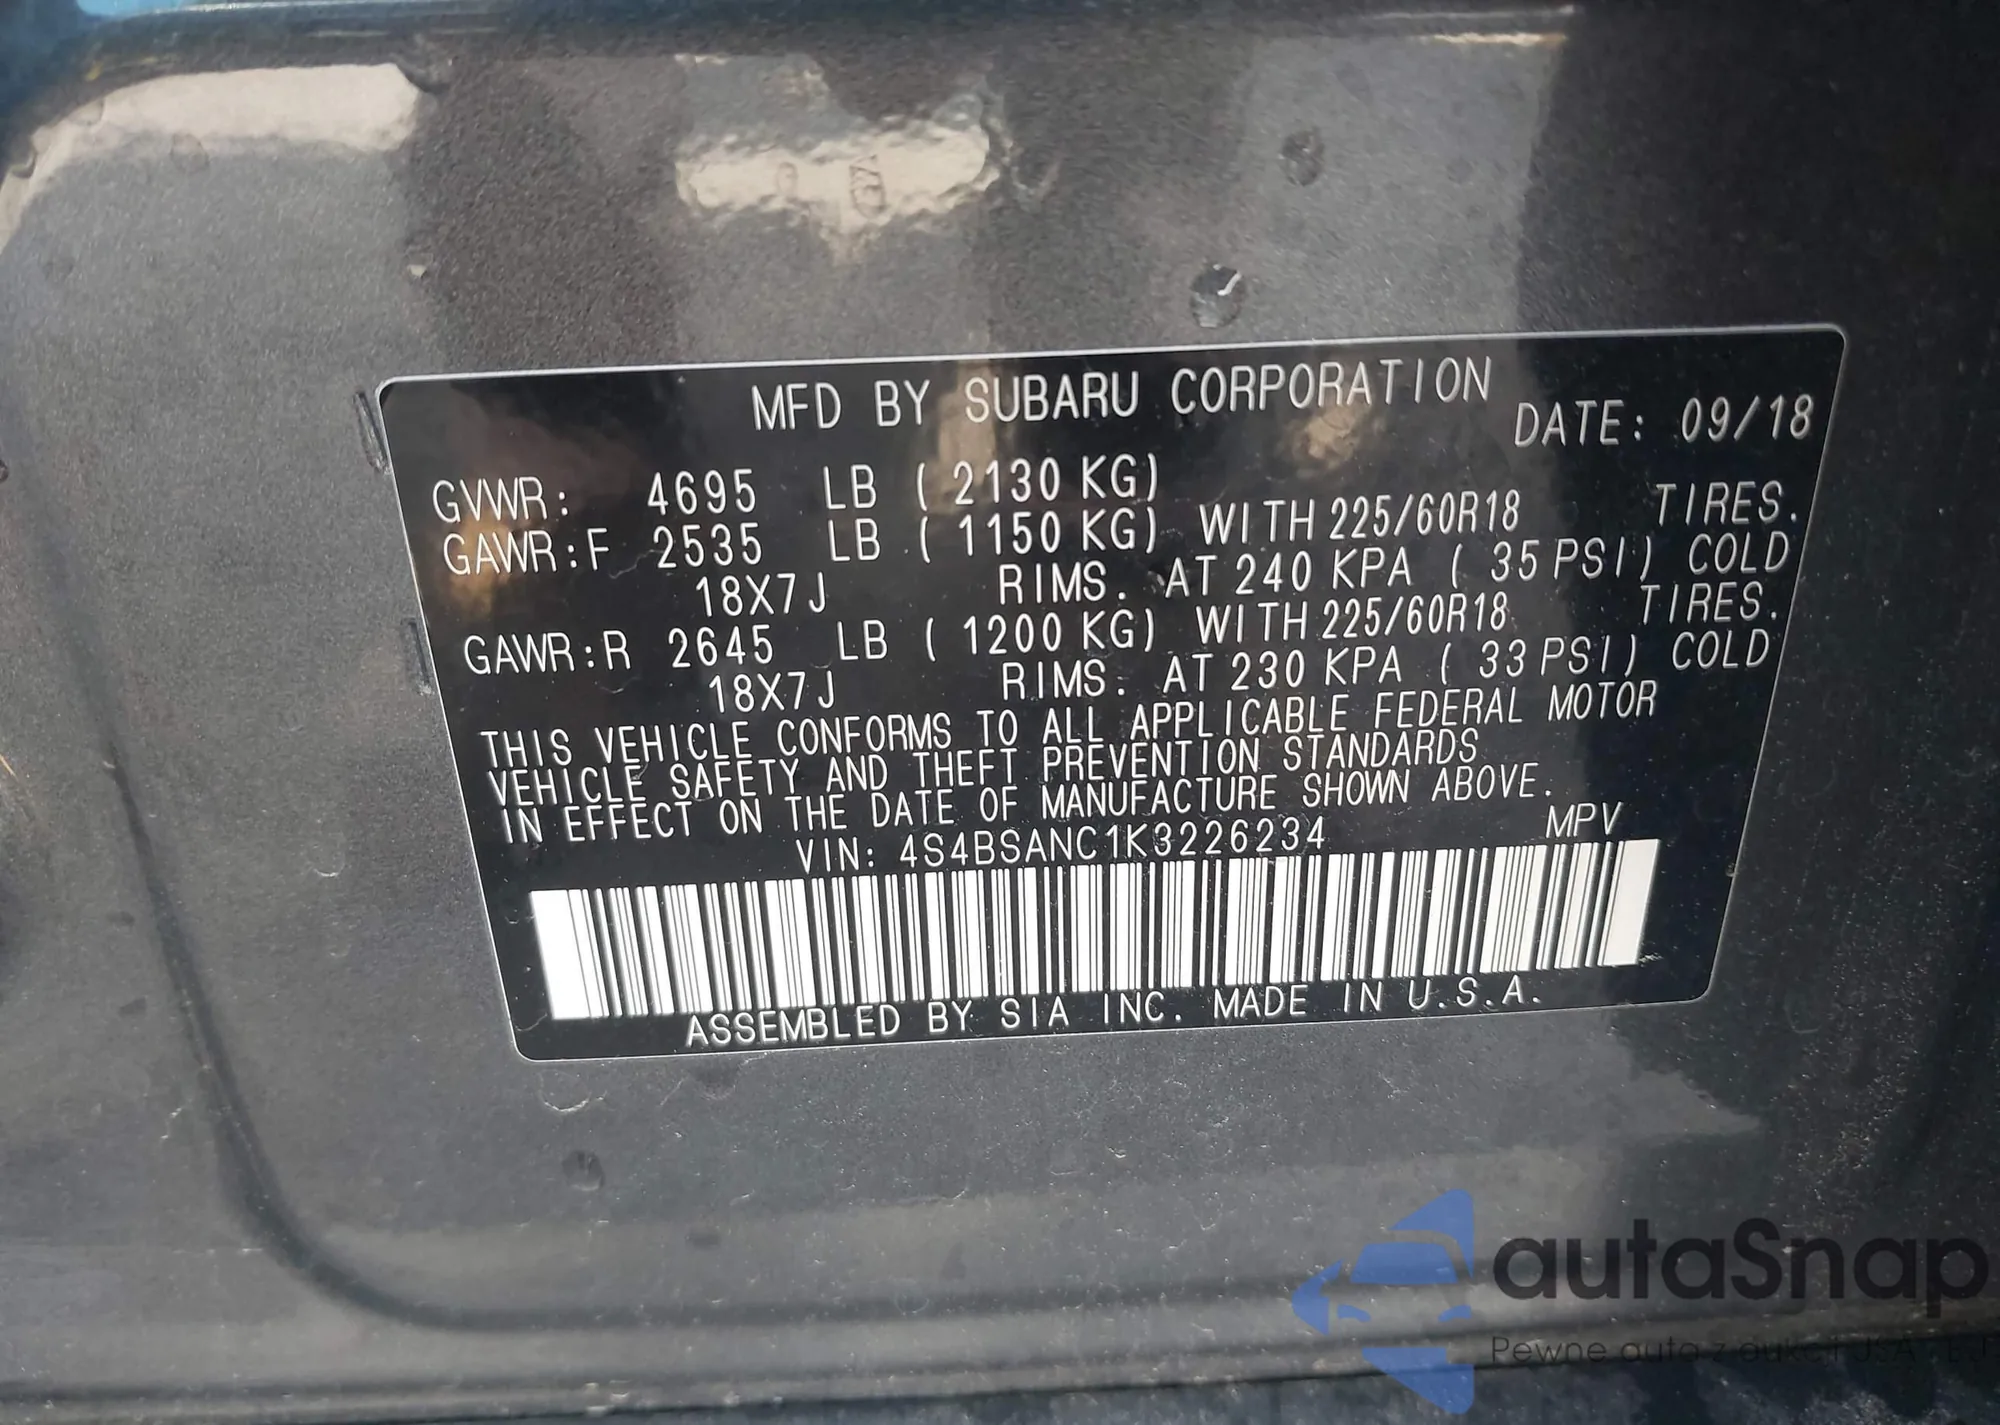 MFD BY SUBARU CORPORATION
DATE: 09/18
GVWR: 4695 LB ( 2130 KG)
GAWR:F 2535 LB ( 1150 KG) WITH 225/60R18 TIRES.
18X7J RIMS. AT 240 KPA ( 35 PSI) COLD
GAWR:R 2645 LB ( 1200 KG) WITH 225/60R18 TIRES.
18X7J RIMS. AT 230 KPA ( 33 PSI) COLD
THIS VEHICLE CONFORMS TO ALL APPLICABLE FEDERAL MOTOR
VEHICLE SAFETY AND THEFT PREVENTION STANDARDS
IN EFFECT ON THE DATE OF MANUFACTURE SHOWN ABOVE.
VIN: 4S4BSANC1K3226234 MPV
ASSEMBLED BY SIA INC. MADE IN U.S.A.
autaSnap
Pewne auta z aukcji USA